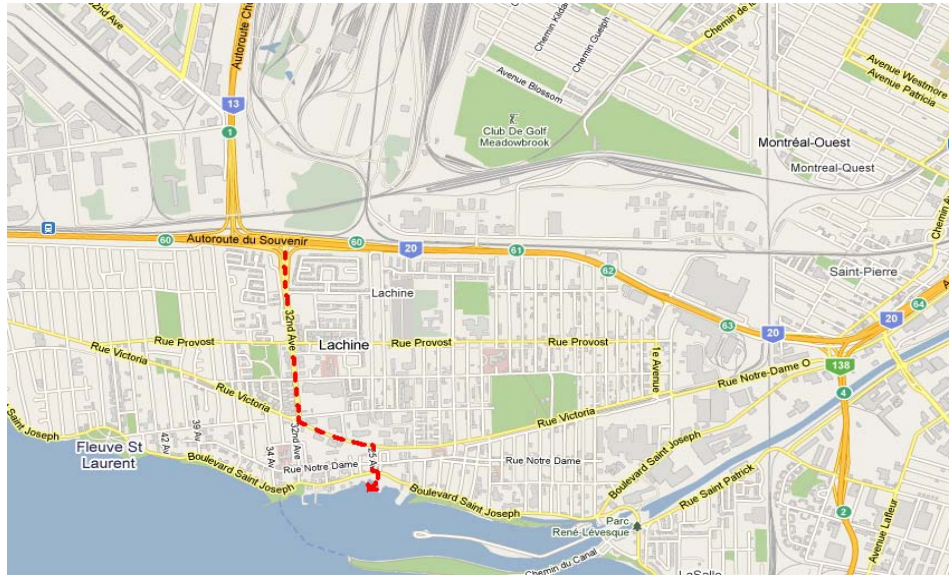 32nd Ave
Autoroute Ch
Chemin Kilda
Chemin Guelph
Chemin de l
Avenue Westmore
Avenue Patricia
Avenue Blossom
13
1
Club De Golf
Meadowbrook
Montréal-Ouest
Montreal-Ouest
Chemin Av
60
Autoroute du Souvenir
60
20
61
62
Saint-Pierre
Lachine
64
63
20
20
A
32nd Ave
Rue Provost
Lachine
Rue Provost
Rue Provost
1e Avenue
Rue Victoria
138
Rue Notre-Dame O
4
Rue Victoria
Rue Victoria
Boulevard Saint Joseph
Fleuve St
Laurent
42 Av
39 Av
34 Av
32nd Ave
25 A
Rue Notre Dame
Rue Notre Dame
Boulevard Saint Joseph
Boulevard Saint Joseph
Boulevard Saint Joseph
Rue Saint Patrick
Avenue Lafleur
2
Parc
René-Lévesque
Chemin du Canal
LaSalle